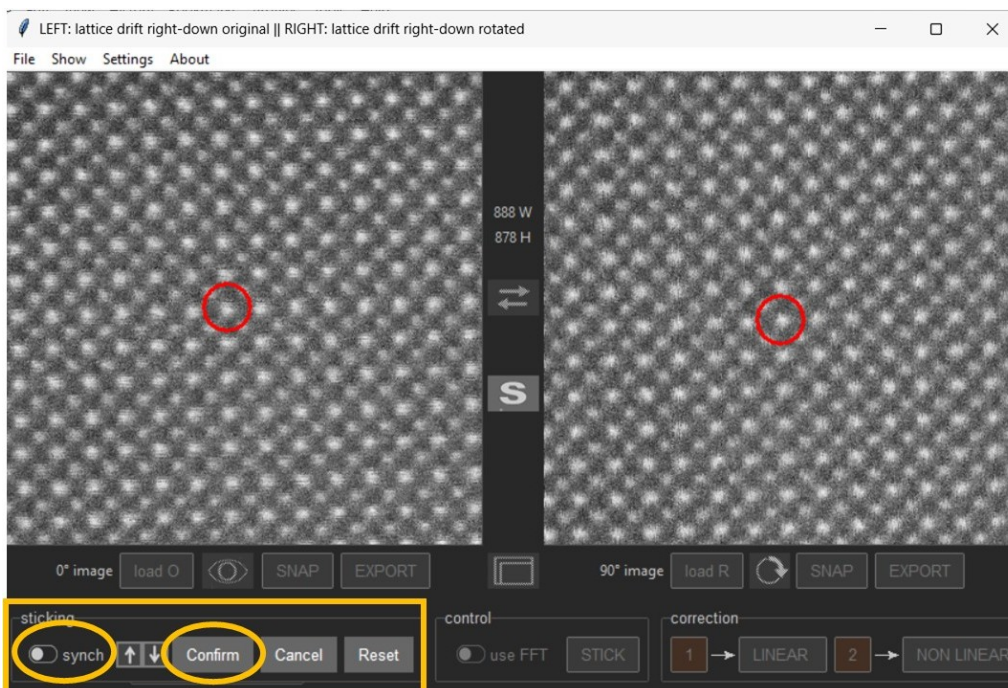 LEFT: lattice drift right-down original || RIGHT: lattice drift right-down rotated
File Show Settings About
888 W
878 H
S
0° image load O SNAP EXPORT
90° image load R SNAP EXPORT
sticking
synch Confirm Cancel Reset
control
use FFT STICK
correction
1 LINEAR 2 NON LINEAR